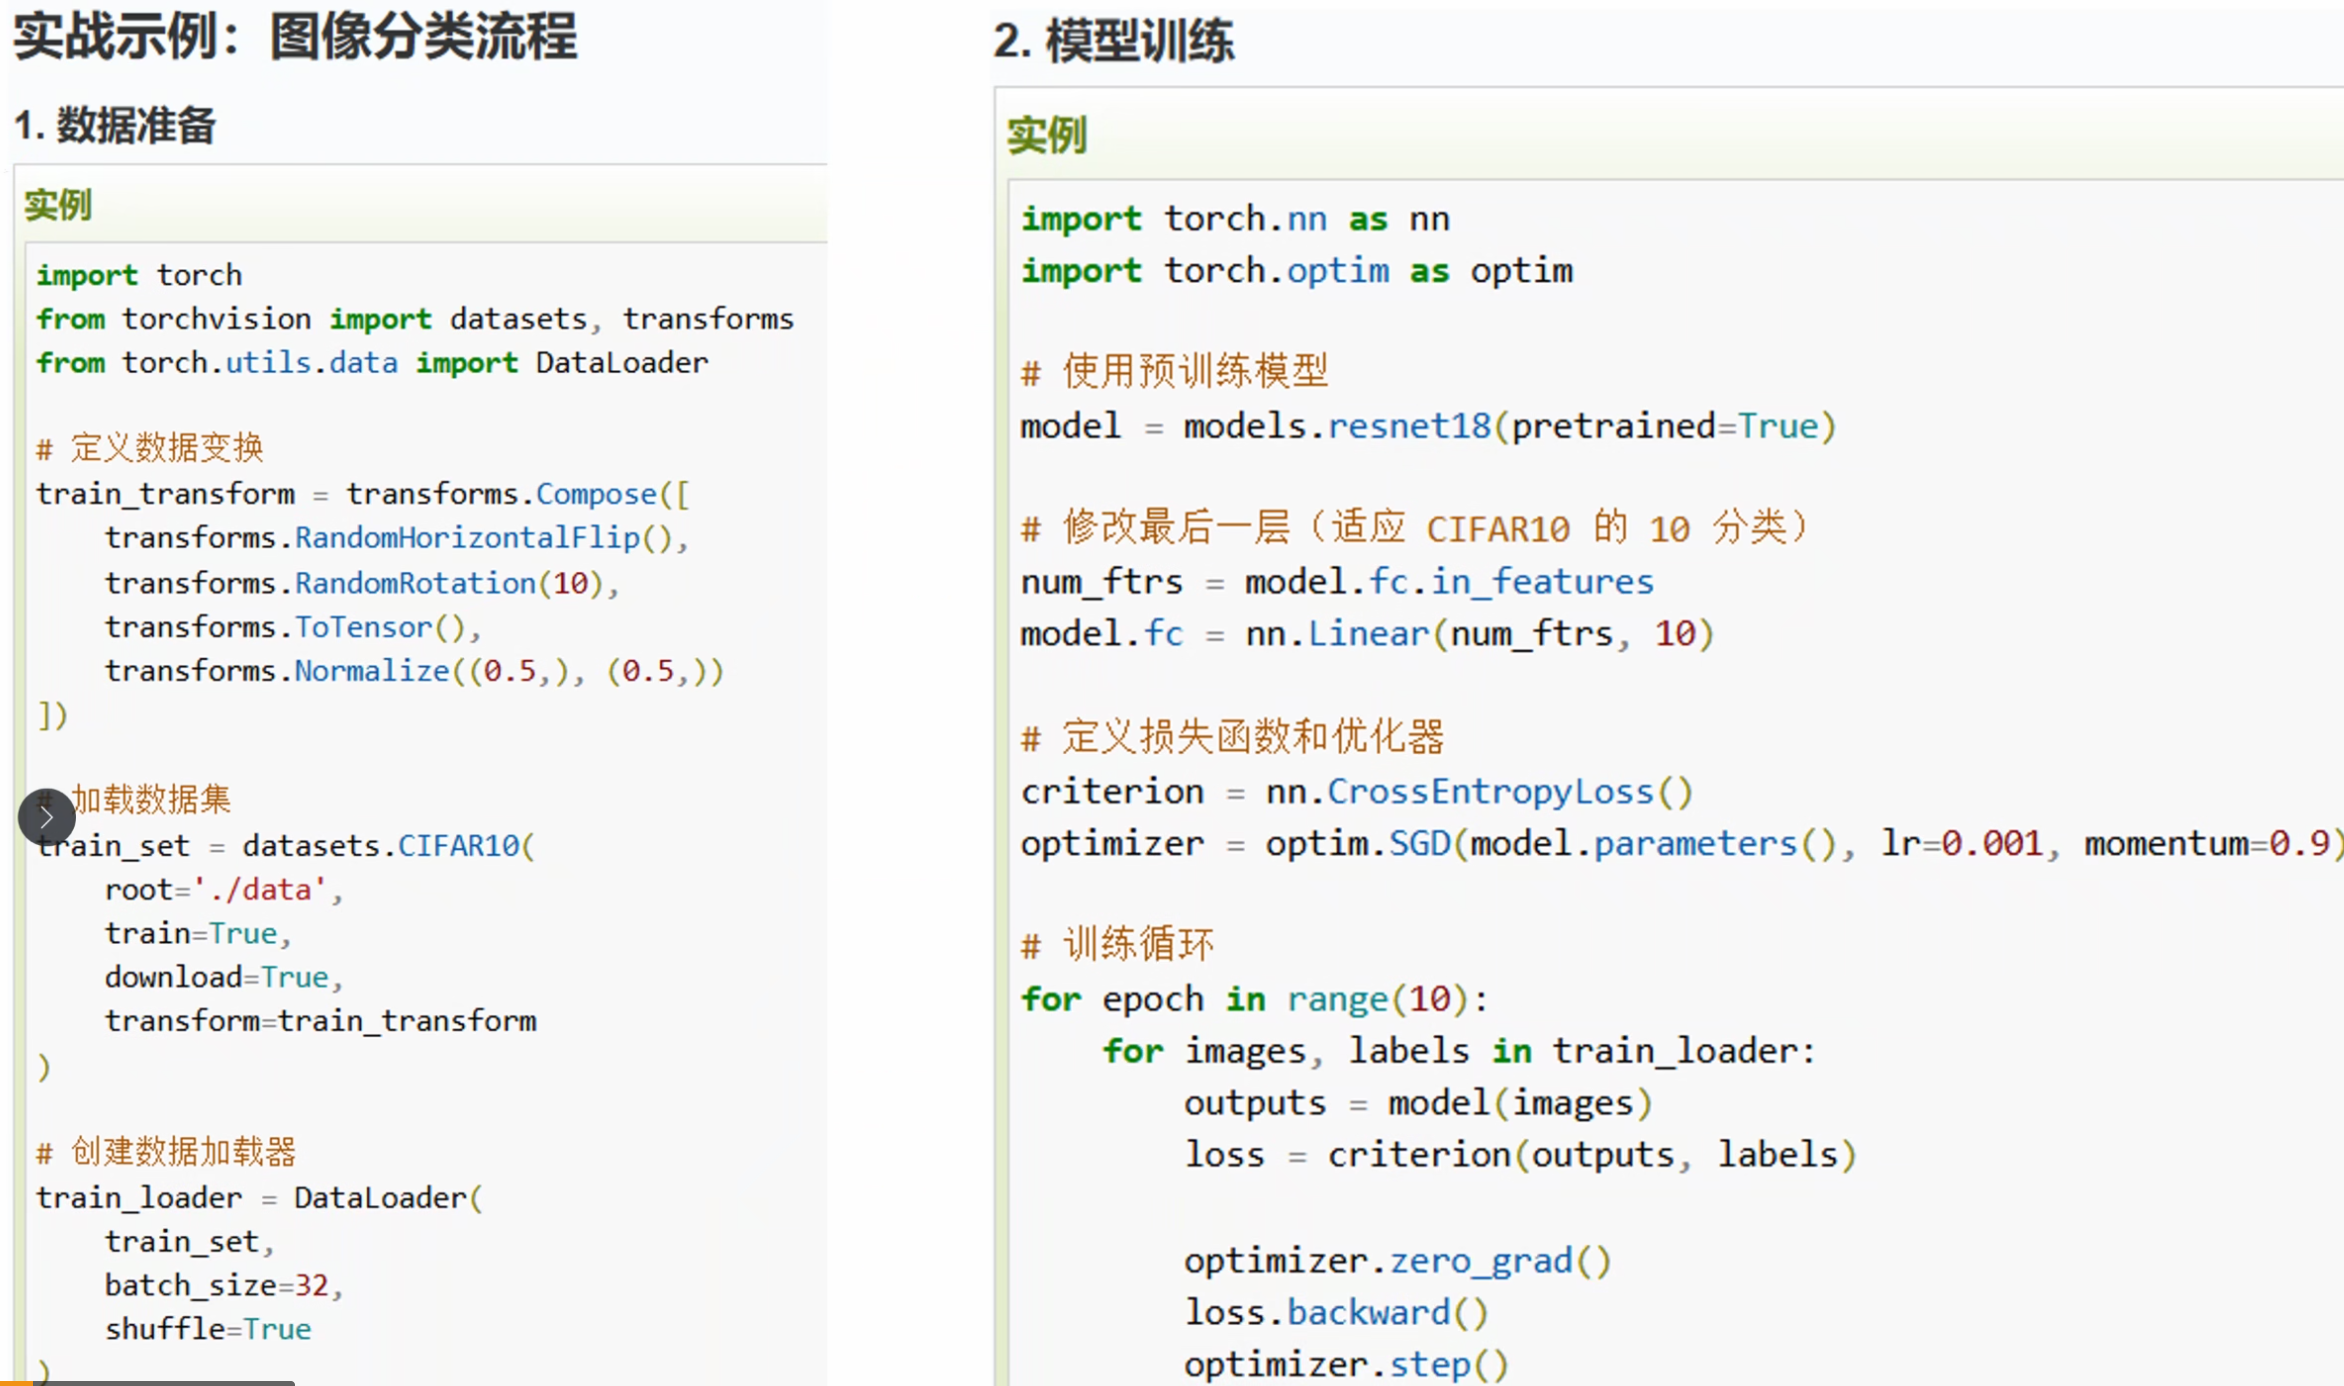 实战示例：图像分类流程
1. 数据准备
实例
import torch
from torchvision import datasets, transforms
from torch.utils.data import DataLoader
# 定义数据变换
train_transform = transforms.Compose([
    transforms.RandomHorizontalFlip(),
    transforms.RandomRotation(10),
    transforms.ToTensor(),
    transforms.Normalize((0.5,), (0.5,))
])
# 加载数据集
train_set = datasets.CIFAR10(
    root='./data',
    train=True,
    download=True,
    transform=train_transform
)
# 创建数据加载器
train_loader = DataLoader(
    train_set,
    batch_size=32,
    shuffle=True
)
2. 模型训练
实例
import torch.nn as nn
import torch.optim as optim
# 使用预训练模型
model = models.resnet18(pretrained=True)
# 修改最后一层（适应 CIFAR10 的 10 分类）
num_ftrs = model.fc.in_features
model.fc = nn.Linear(num_ftrs, 10)
# 定义损失函数和优化器
criterion = nn.CrossEntropyLoss()
optimizer = optim.SGD(model.parameters(), lr=0.001, momentum=0.9)
# 训练循环
for epoch in range(10):
    for images, labels in train_loader:
        outputs = model(images)
        loss = criterion(outputs, labels)
        optimizer.zero_grad()
        loss.backward()
        optimizer.step()